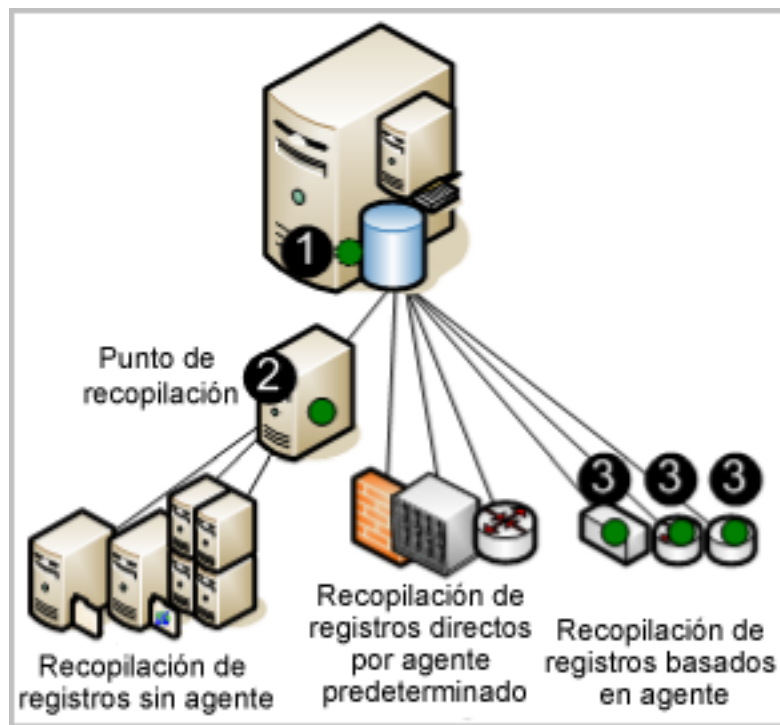 1
Punto de
recopilación
2
3 3 3
Recopilación de
registros sin agente
Recopilación de
registros directos
por agente
predeterminado
Recopilación de
registros basados
en agente